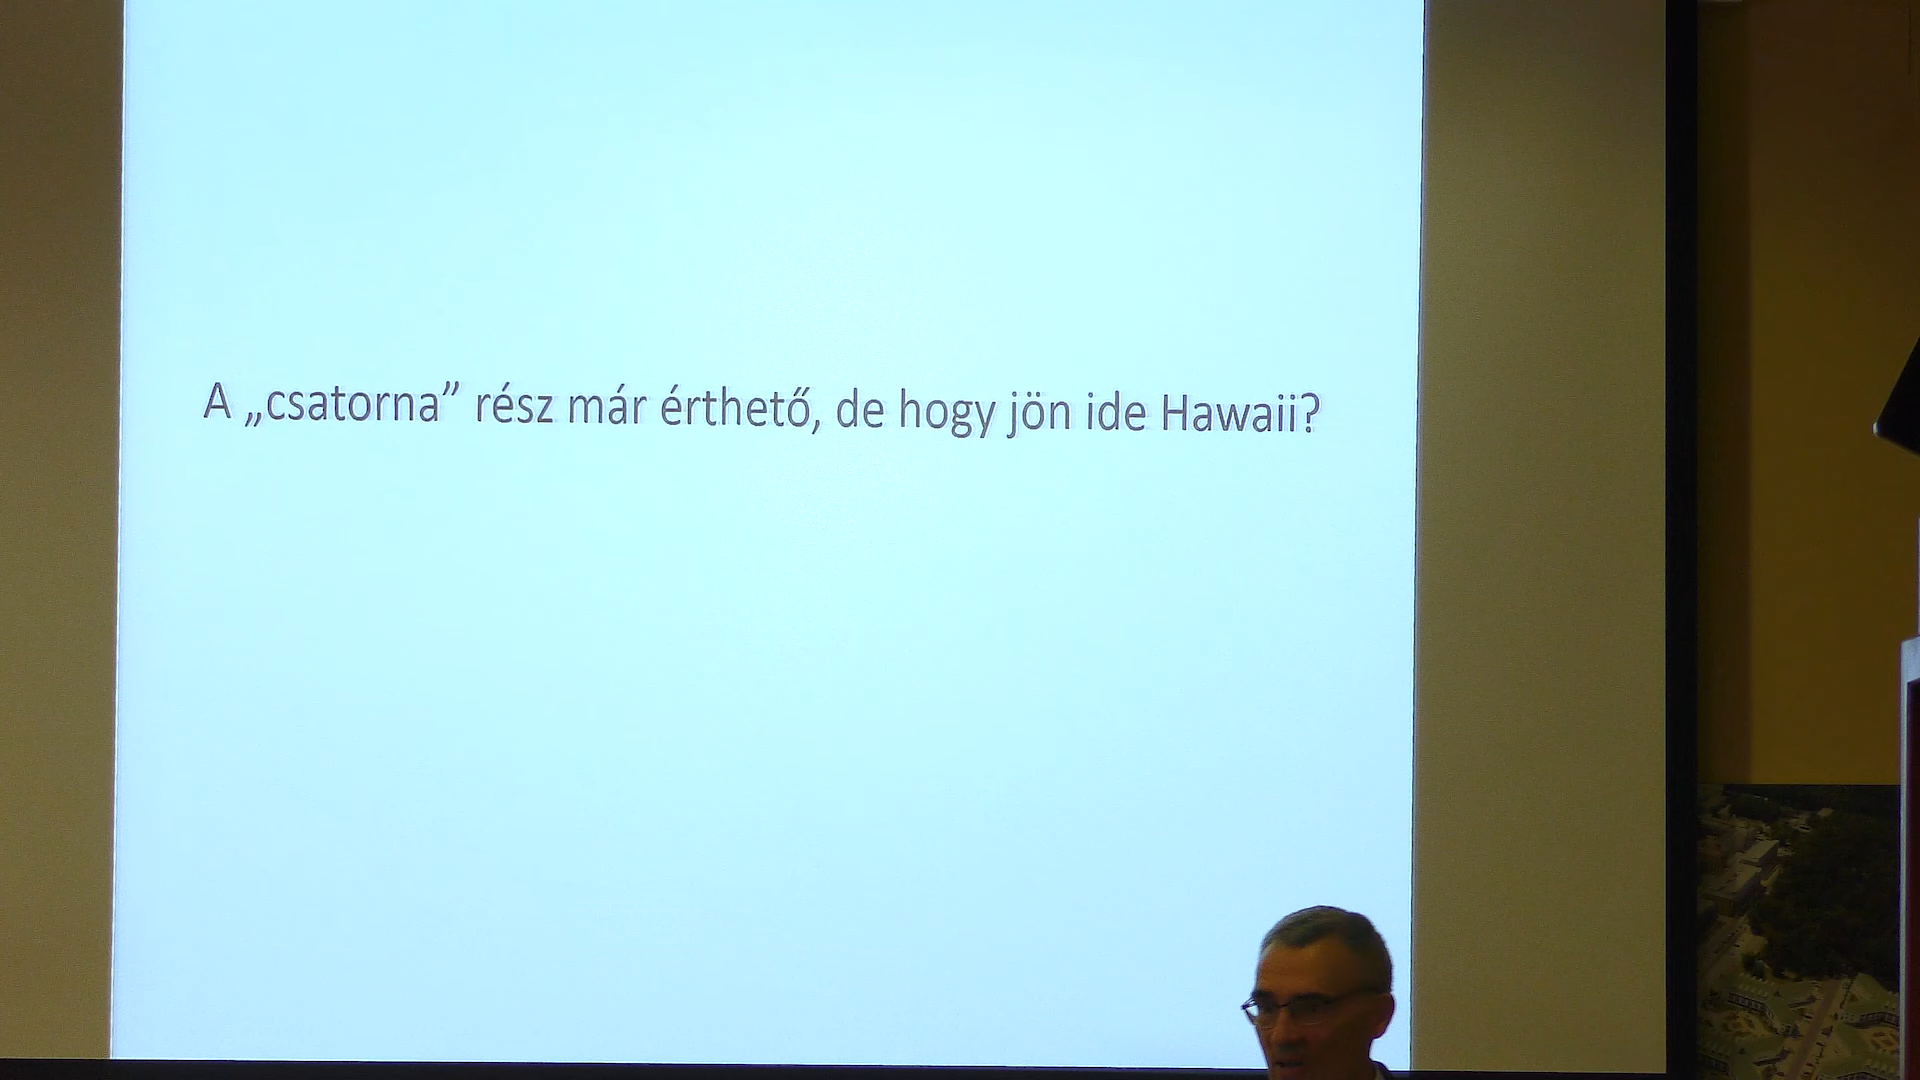 A „csatorna” rész már érthető, de hogy jön ide Hawaii?